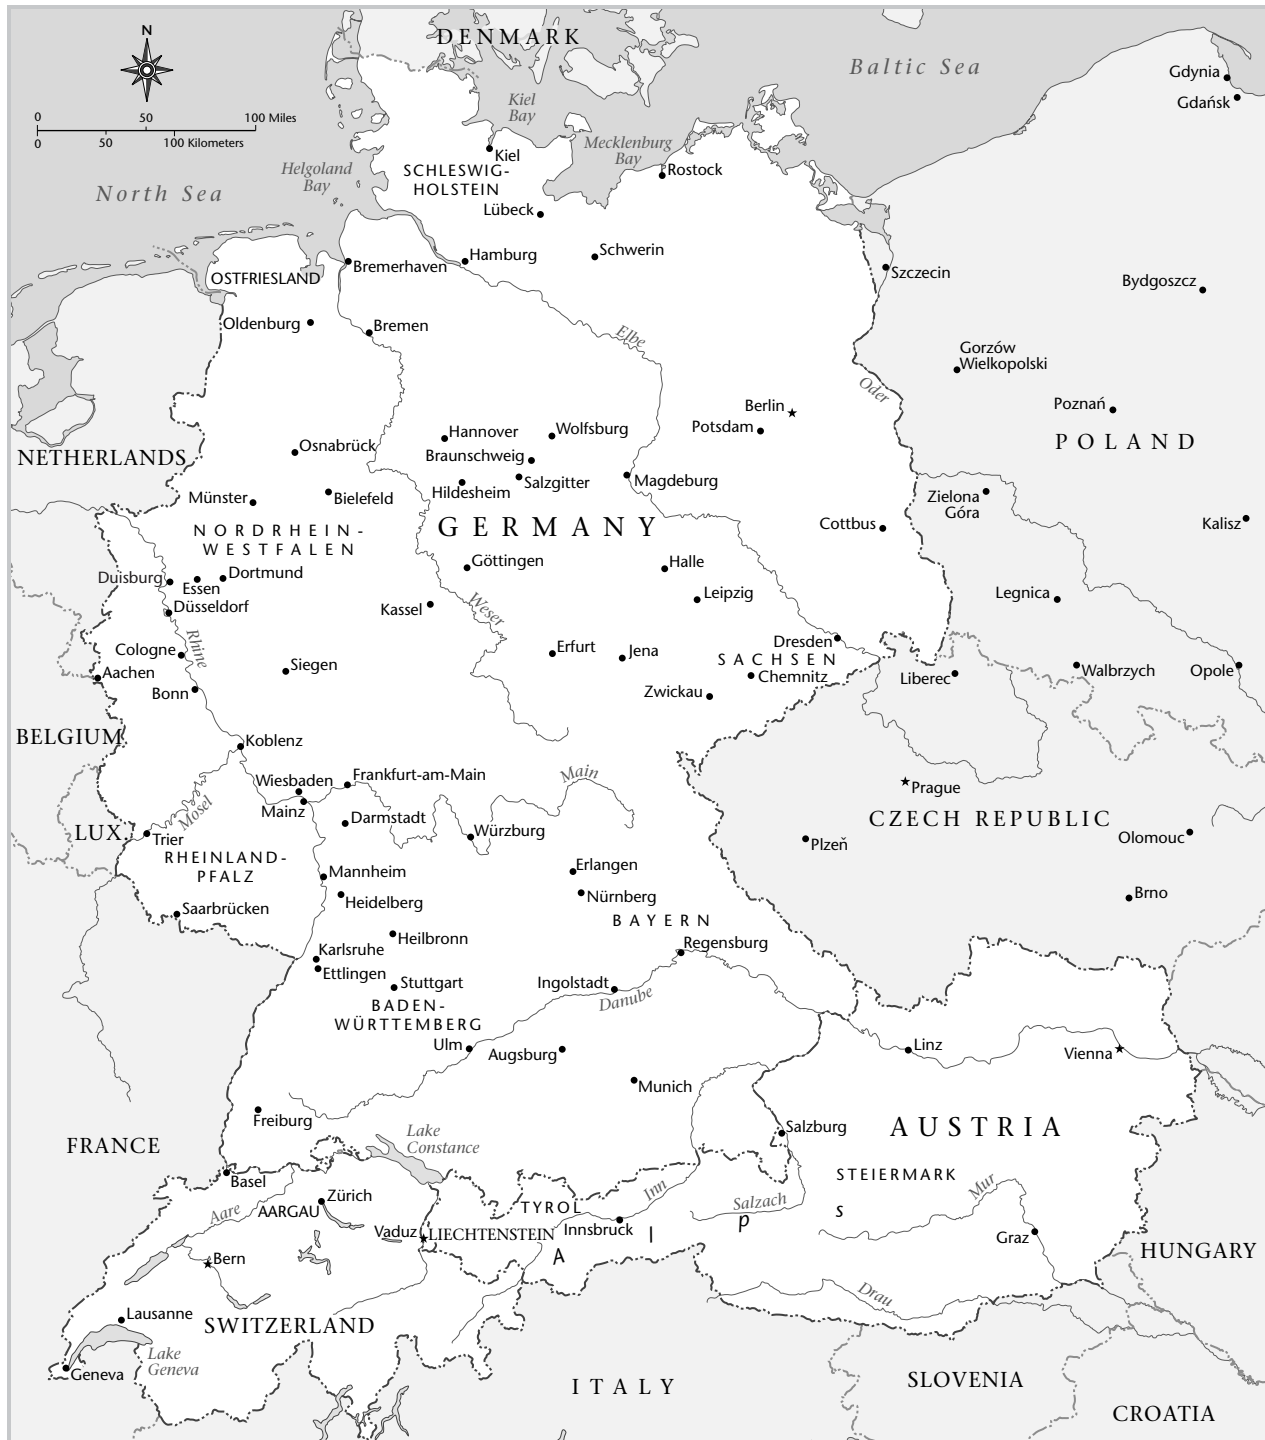 DENMARK
Baltic Sea
N
Gdynia
Gdańsk
0 50 100 Miles
0 50 100 Kilometers
Kiel
Bay
Mecklenburg
Bay
Helgoland
Bay
North Sea
Kiel
SCHLESWIG-
HOLSTEIN
Rostock
Lübeck
Hamburg
Schwerin
Bremerhaven
OSTFRIESLAND
Szczecin
Bydgoszcz
Oldenburg
Bremen
Elbe
Gorzów
Wielkopolski
Oder
Poznań
Berlin
Potsdam
POLAND
Hannover
Wolfsburg
Braunschweig
Osnabrück
NETHERLANDS
Hildesheim
Salzgitter
Magdeburg
Münster
Bielefeld
Zielona
Góra
Kalisz
Cottbus
GERMANY
NORDRHEIN-
WESTFALEN
Göttingen
Halle
Duisburg
Essen
Dortmund
Düsseldorf
Kassel
Weser
Leipzig
Legnica
Rhine
Cologne
Aachen
Bonn
Siegen
Erfurt
Jena
Dresden
SACHSEN
Chemnitz
Zwickau
Liberec
Walbrzych
Opole
BELGIUM
Koblenz
Wiesbaden
Frankfurt-am-Main
Main
Mainz
Mosel
Darmstadt
Prague
CZECH REPUBLIC
LUX.
Trier
Würzburg
Plzeň
Olomouc
RHEINLAND-
PFALZ
Mannheim
Erlangen
Heidelberg
Nürnberg
Brno
Saarbrücken
BAYERN
Heilbronn
Karlsruhe
Ettlingen
Regensburg
Stuttgart
Ingolstadt
Danube
BADEN-
WÜRTTEMBERG
Ulm
Augsburg
Linz
Vienna
Munich
Freiburg
FRANCE
Lake
Constance
Salzburg
AUSTRIA
Basel
STEIERMARK
Zürich
Aare
AARGAU
TYROL
Inn
Salzach
Mur
Vaduz
LIECHTENSTEIN
Innsbruck
A l p s
Graz
HUNGARY
Bern
Drau
Lausanne
SWITZERLAND
Lake
Geneva
Geneva
ITALY
SLOVENIA
CROATIA